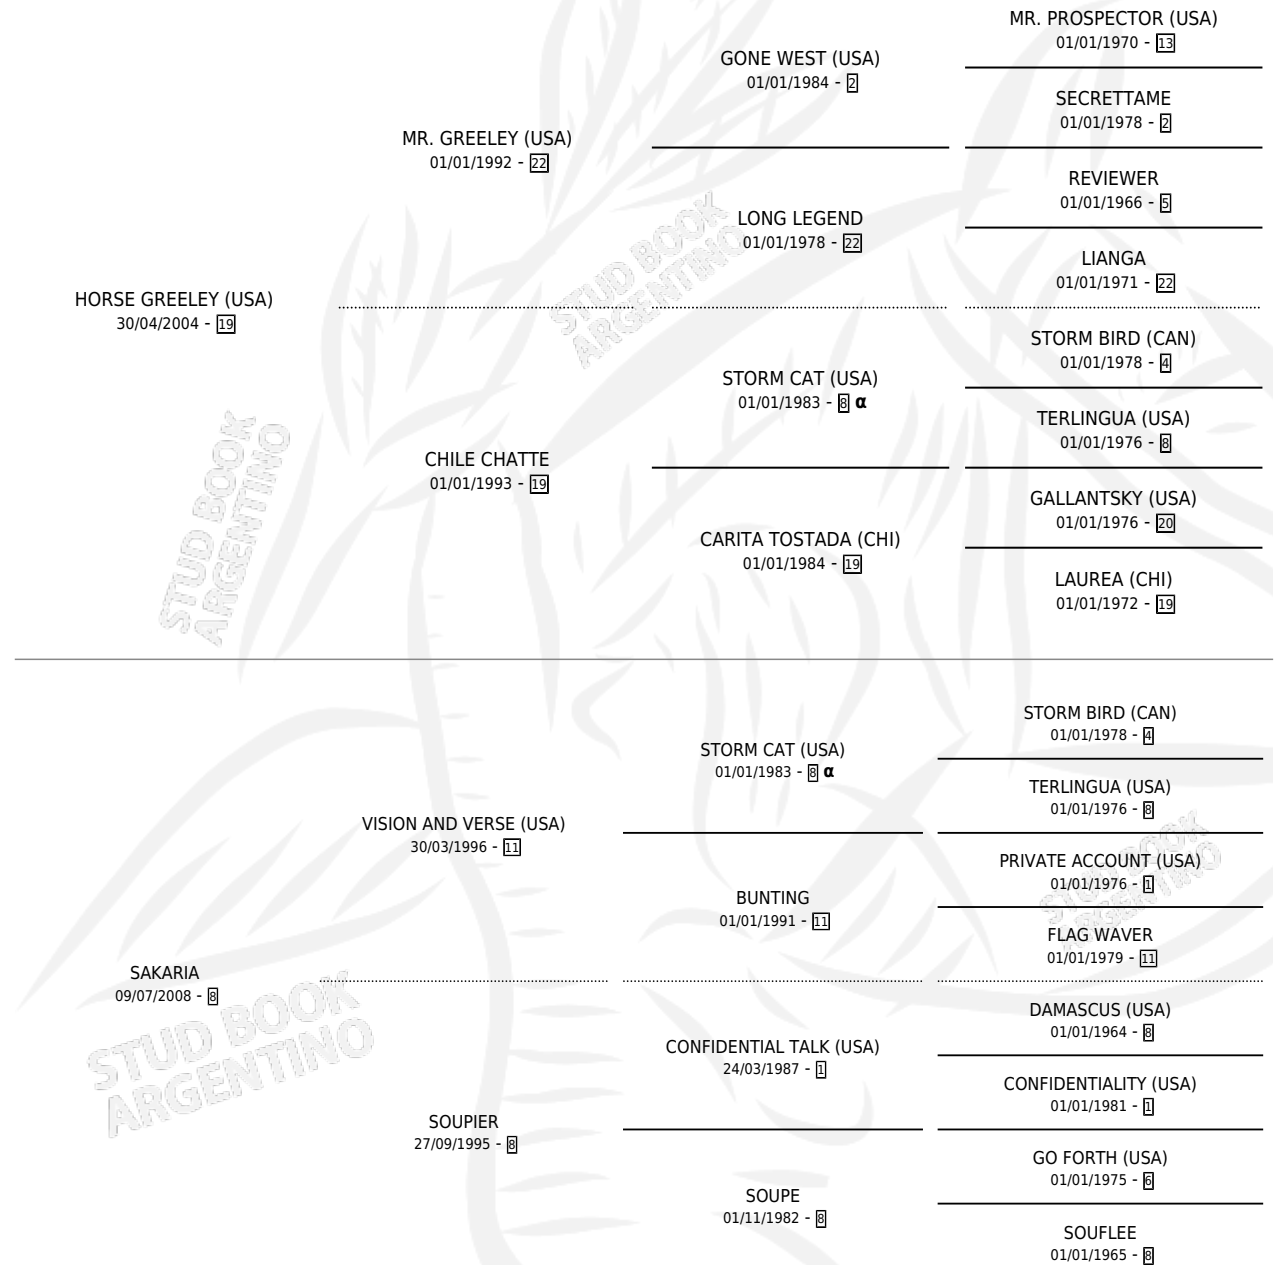 MR. PROSPECTOR (USA)
01/01/1970 - 13
GONE WEST (USA)
01/01/1984 - 2
SECRETTAME
01/01/1978 - 2
MR. GREELEY (USA)
01/01/1992 - 22
REVIEWER
01/01/1966 - 5
LONG LEGEND
01/01/1978 - 22
LIANGA
01/01/1971 - 22
HORSE GREELEY (USA)
30/04/2004 - 19
STORM BIRD (CAN)
01/01/1978 - 4
STORM CAT (USA)
01/01/1983 - 8 α
TERLINGUA (USA)
01/01/1976 - 8
CHILE CHATTE
01/01/1993 - 19
GALLANTSKY (USA)
01/01/1976 - 20
CARITA TOSTADA (CHI)
01/01/1984 - 19
LAUREA (CHI)
01/01/1972 - 19
STORM BIRD (CAN)
01/01/1978 - 4
STORM CAT (USA)
01/01/1983 - 8 α
TERLINGUA (USA)
01/01/1976 - 8
VISION AND VERSE (USA)
30/03/1996 - 11
PRIVATE ACCOUNT (USA)
01/01/1976 - 1
BUNTING
01/01/1991 - 11
FLAG WAVER
01/01/1979 - 11
SAKARIA
09/07/2008 - 8
DAMASCUS (USA)
01/01/1964 - 8
CONFIDENTIAL TALK (USA)
24/03/1987 - 1
CONFIDENTIALITY (USA)
01/01/1981 - 1
SOUPIER
27/09/1995 - 8
GO FORTH (USA)
01/01/1975 - 6
SOUPE
01/11/1982 - 8
SOUFLEE
01/01/1965 - 8
STUD BOOK
ARGENTINO
STUD BOOK
ARGENTINO
STUD BOOK
ARGENTINO
STUD BOOK
ARGENTINO